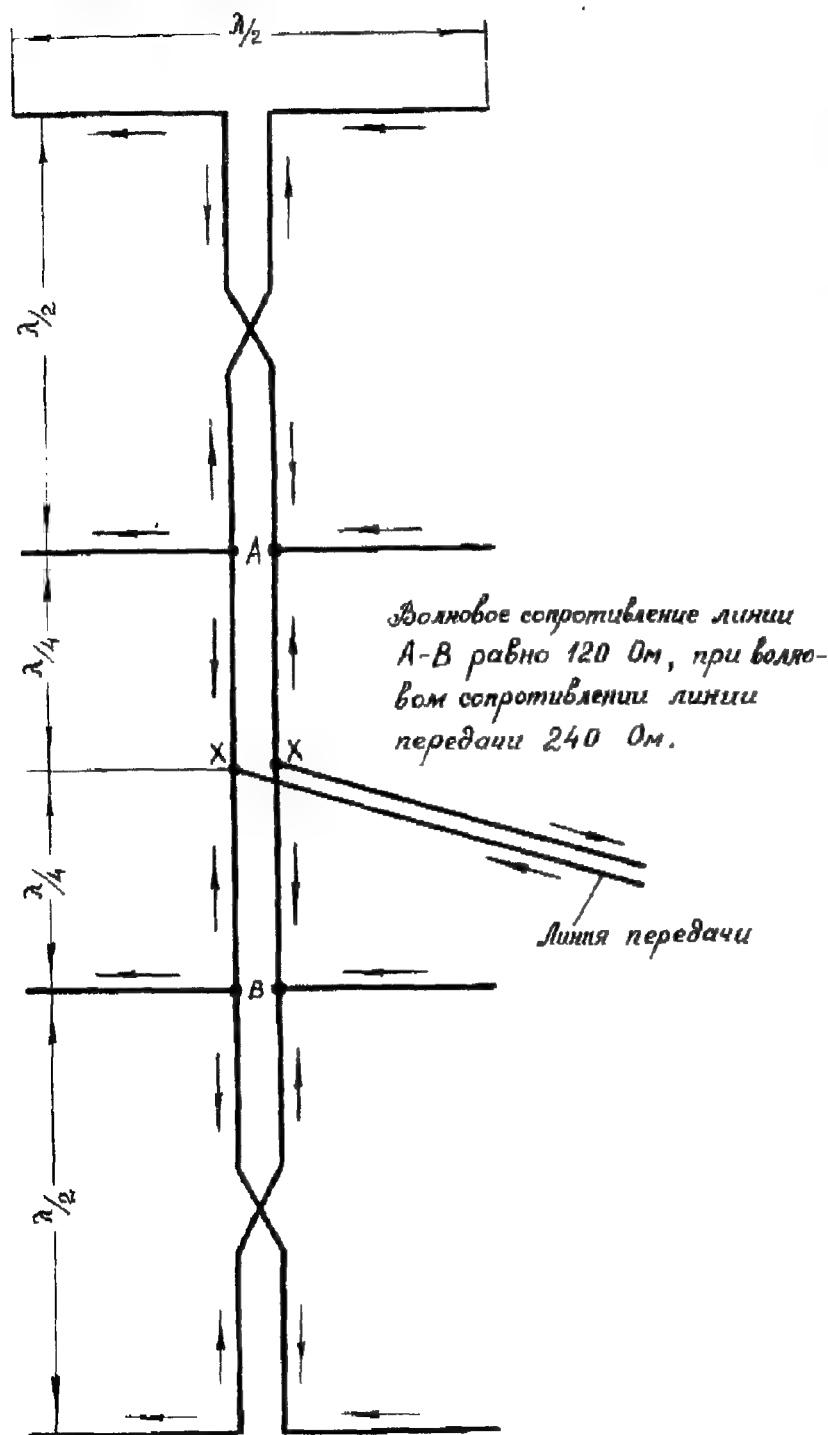 λ/2
λ/2
A
Волновое сопротивление линии
А-В равно 120 Ом, при волно-
вом сопротивлении линии
передачи 240 Ом.
λ/4
X X
λ/4
Линия передачи
B
λ/2